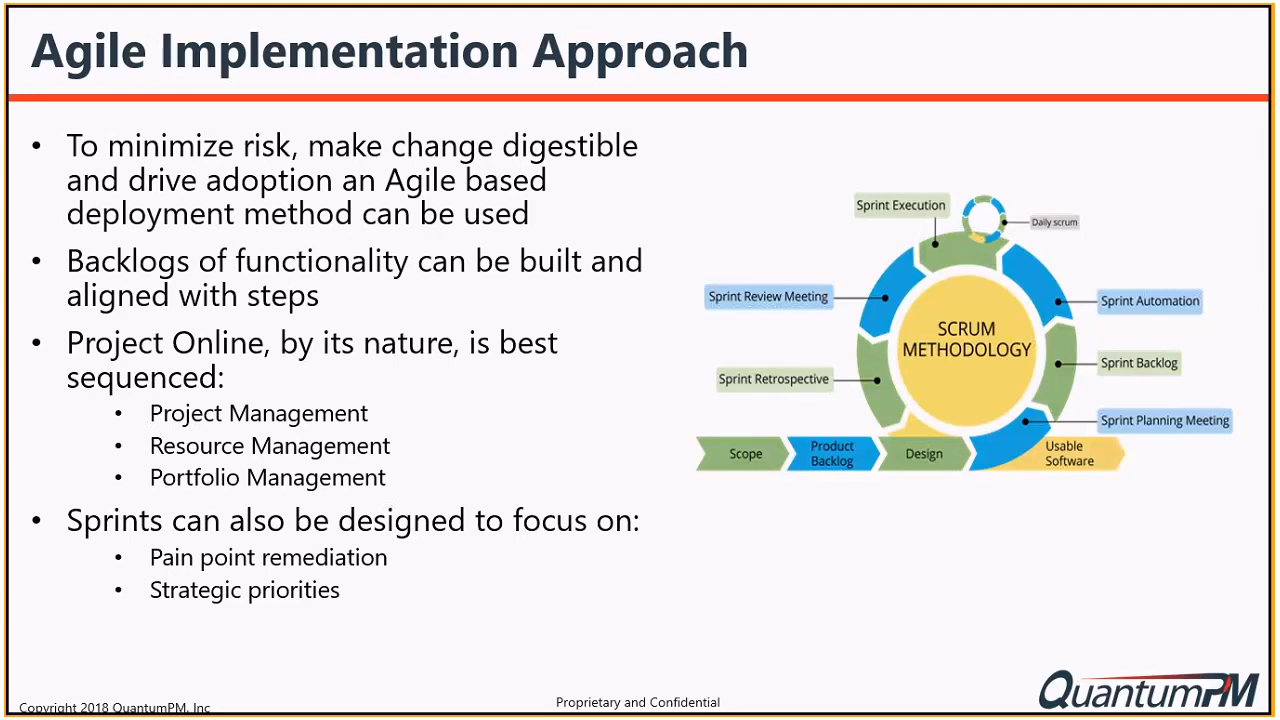 Agile Implementation Approach
• To minimize risk, make change digestible
and drive adoption an Agile based
deployment method can be used
• Backlogs of functionality can be built and
aligned with steps
• Project Online, by its nature, is best
sequenced:
• Project Management
• Resource Management
• Portfolio Management
• Sprints can also be designed to focus on:
• Pain point remediation
• Strategic priorities
Sprint Execution
Daily scrum
Sprint Review Meeting
Sprint Automation
SCRUM
METHODOLOGY
Sprint Backlog
Sprint Retrospective
Sprint Planning Meeting
Scope
Product
Backlog
Design
Usable
Software
Copyright 2018 QuantumPM, Inc
Proprietary and Confidential
QuantumPM